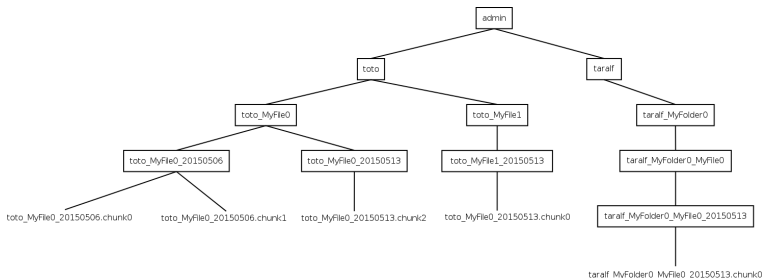 admin
toto
taralf
toto_MyFile0
toto_MyFile1
taralf_MyFolder0
toto_MyFile0_20150506
toto_MyFile0_20150513
toto_MyFile1_20150513
taralf_MyFolder0_MyFile0
toto_MyFile0_20150506.chunk0
toto_MyFile0_20150506.chunk1
toto_MyFile0_20150513.chunk2
toto_MyFile0_20150513.chunk0
taralf_MyFolder0_MyFile0_20150513
taralf_MyFolder0_MyFile0_20150513.chunk0